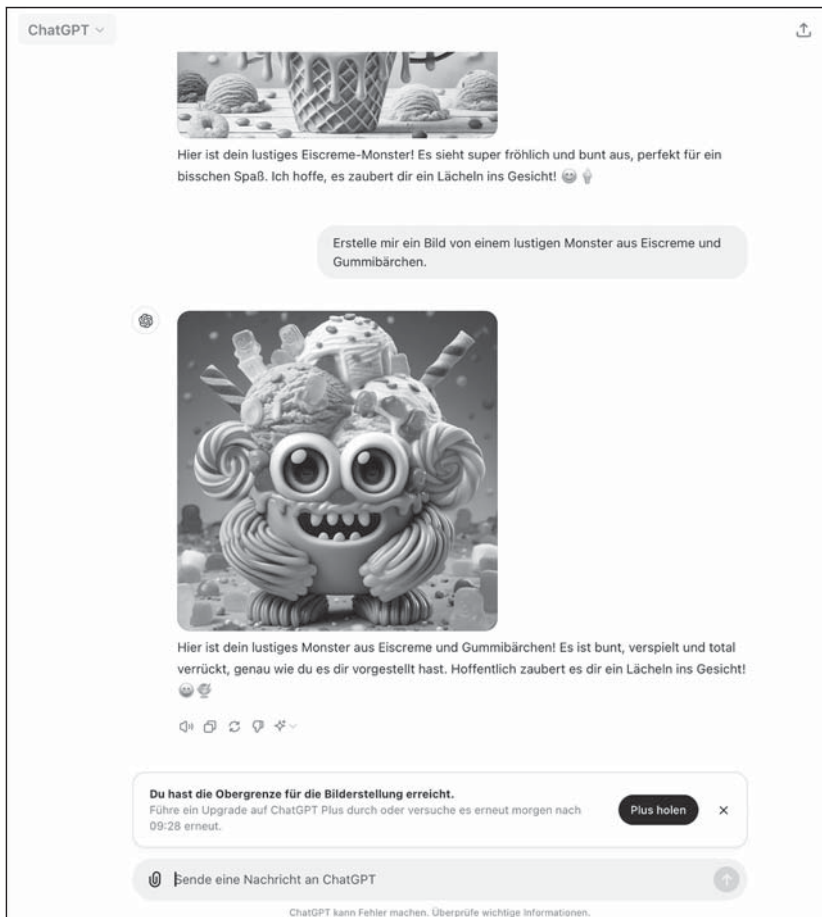 ChatGPT
Hier ist dein lustiges Eiscreme-Monster! Es sieht super fröhlich und bunt aus, perfekt für ein
bisschen Spaß. Ich hoffe, es zaubert dir ein Lächeln ins Gesicht! 😄🍦
Erstelle mir ein Bild von einem lustigen Monster aus Eiscreme und
Gummibärchen.
Hier ist dein lustiges Monster aus Eiscreme und Gummibärchen! Es ist bunt, verspielt und total
verrückt, genau wie du es dir vorgestellt hast. Hoffentlich zaubert es dir ein Lächeln ins Gesicht!
😄🍨
Du hast die Obergrenze für die Bilderstellung erreicht.
Führe ein Upgrade auf ChatGPT Plus durch oder versuche es erneut morgen nach
09:28 erneut.
Plus holen
Sende eine Nachricht an ChatGPT
ChatGPT kann Fehler machen. Überprüfe wichtige Informationen.